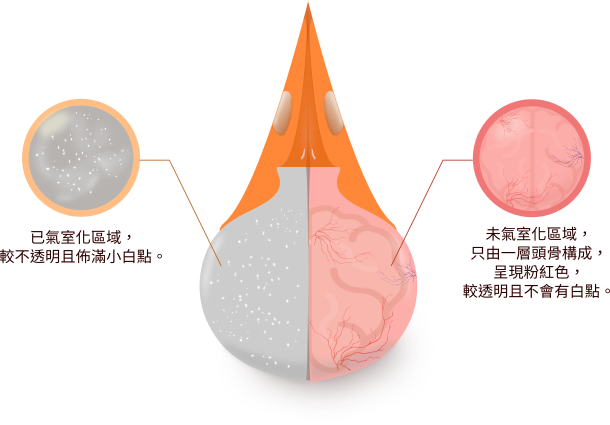 已氣室化區域，
較不透明且佈滿小白點。
未氣室化區域，
只由一層頭骨構成，
呈現粉紅色，
較透明且不會有白點。